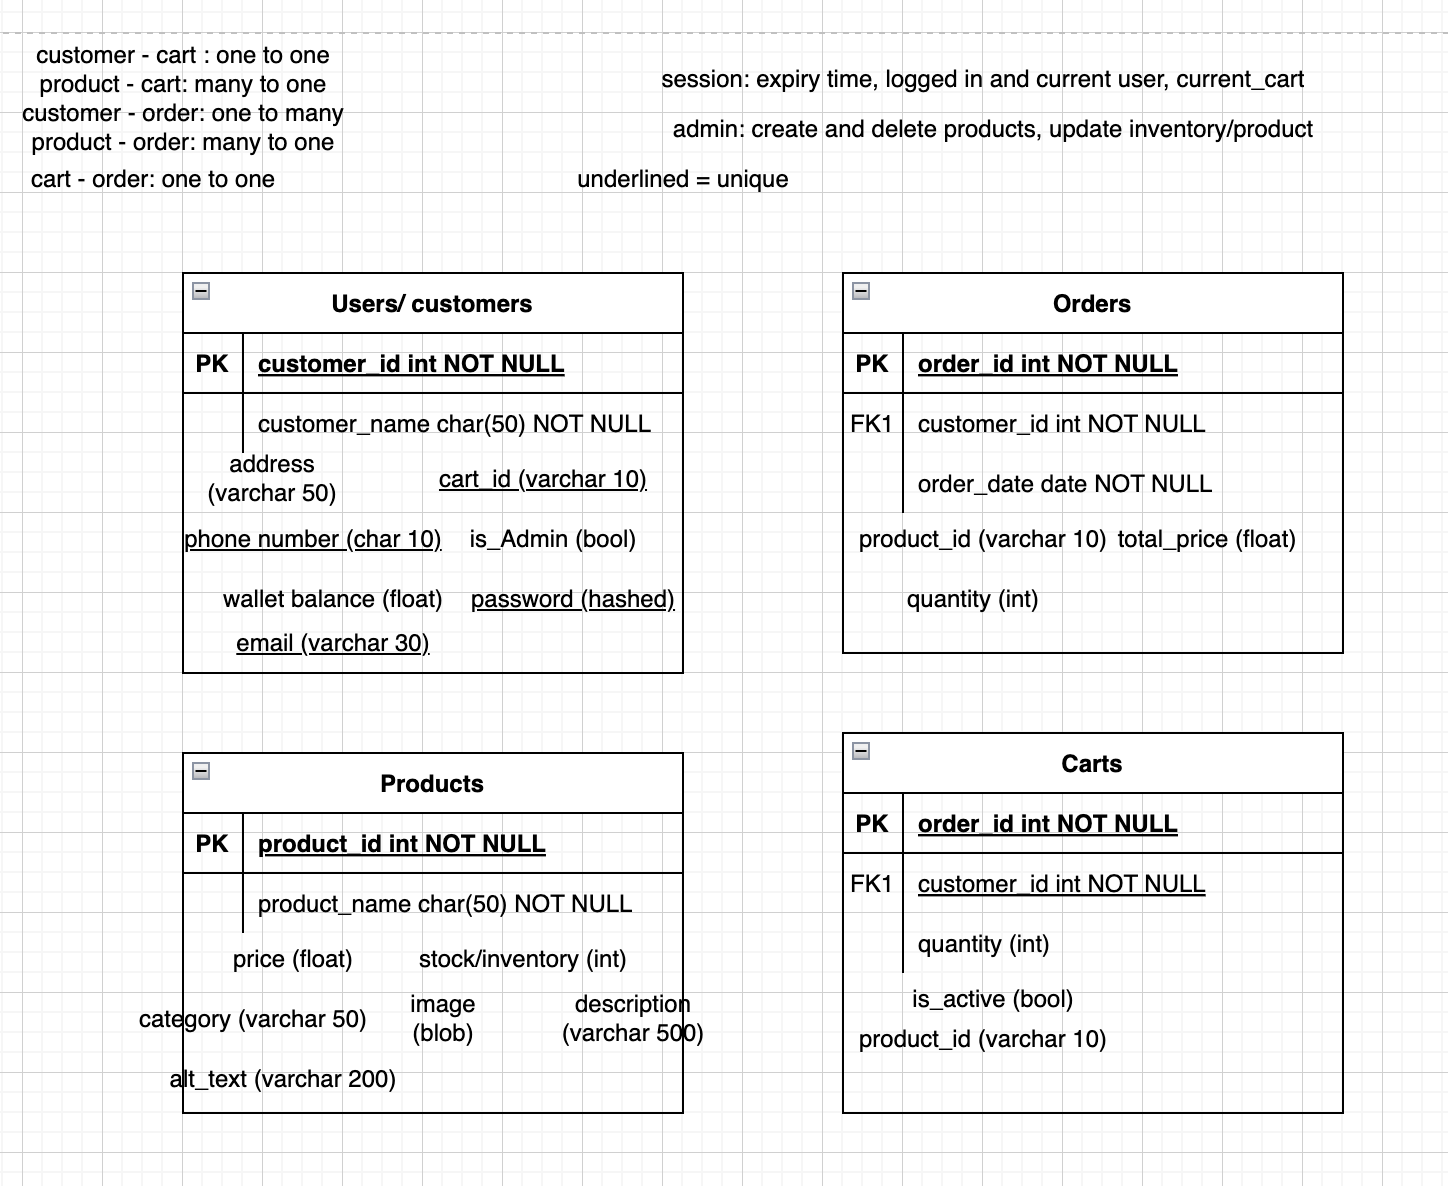 customer - cart : one to one
product - cart: many to one
customer - order: one to many
product - order: many to one
cart - order: one to one
session: expiry time, logged in and current user, current_cart
admin: create and delete products, update inventory/product
underlined = unique
Users/ customers
PK customer_id int NOT NULL
customer_name char(50) NOT NULL
address
(varchar 50)
cart_id (varchar 10)
phone number (char 10) is_Admin (bool)
wallet balance (float) password (hashed)
email (varchar 30)
Orders
PK order_id int NOT NULL
FK1 customer_id int NOT NULL
order_date date NOT NULL
product_id (varchar 10) total_price (float)
quantity (int)
Products
PK product_id int NOT NULL
product_name char(50) NOT NULL
price (float) stock/inventory (int)
category (varchar 50)
image
(blob)
description
(varchar 500)
alt_text (varchar 200)
Carts
PK order_id int NOT NULL
FK1 customer_id int NOT NULL
quantity (int)
is_active (bool)
product_id (varchar 10)